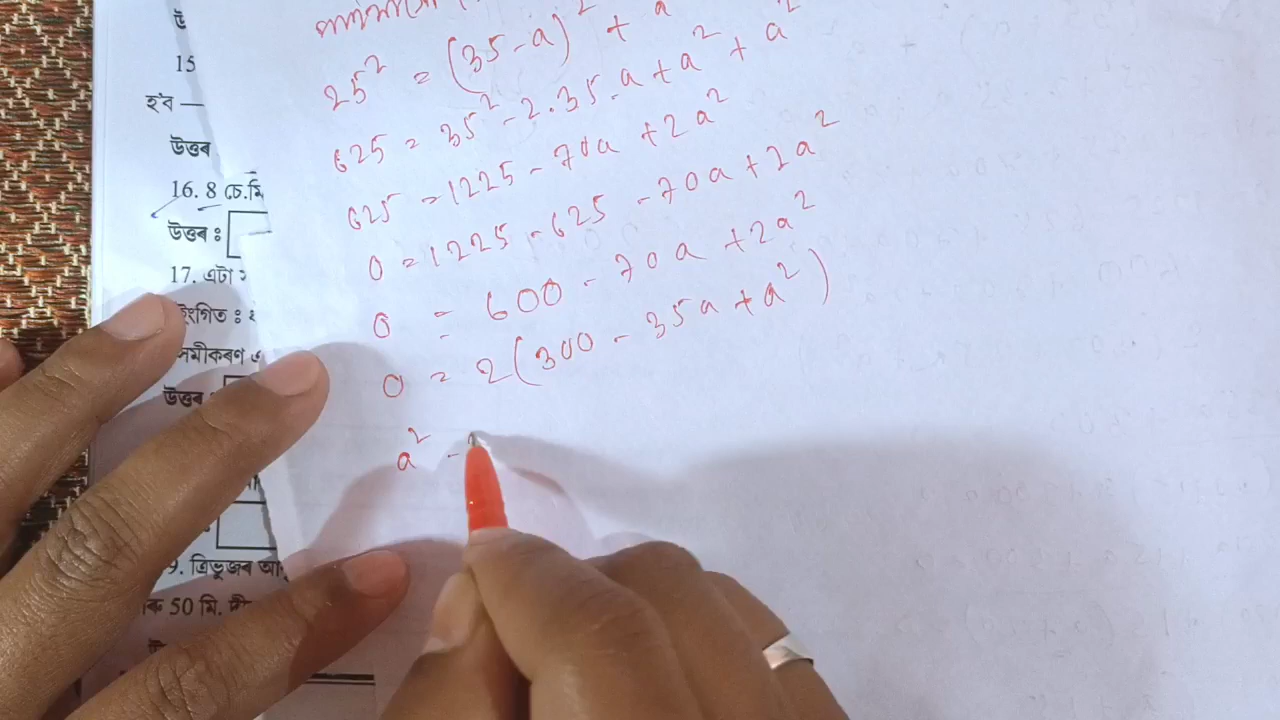 25² = (35-a)² + a²
625 = 35² - 2.35.a + a² + a²
625 = 1225 - 70a + 2a²
0 = 1225 - 625 - 70a + 2a²
0 = 600 - 70a + 2a²
0 = 2(300 - 35a + a²)
a² -
15
হ'ব —
উত্তৰ
16. 8 চে.মি
উত্তৰ :
17. এটা
ইংগিত :
সমীকৰণ
উত্তৰ :
9. ত্ৰিভুজৰ
50 মি.